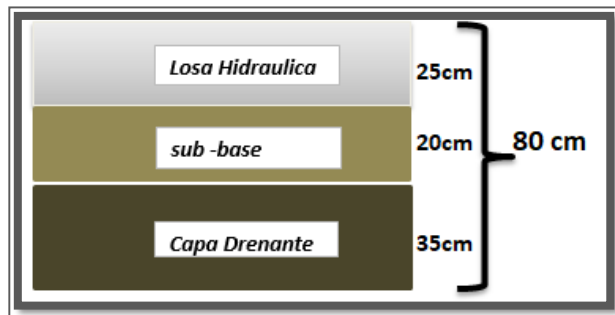 Losa Hidraulica
25cm
sub -base
20cm
80 cm
Capa Drenante
35cm